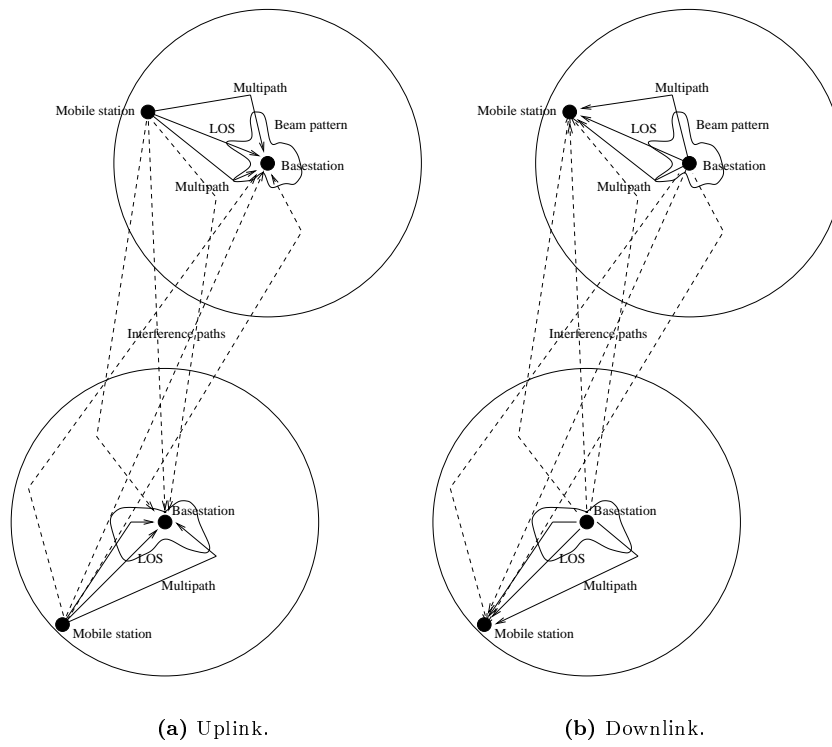 Multipath
Mobile station
LOS
Beam pattern
Basestation
Multipath
Interference paths
Basestation
LOS
Multipath
Mobile station
(a) Uplink.
Multipath
Mobile station
LOS
Beam pattern
Basestation
Multipath
Interference paths
Basestation
LOS
Multipath
Mobile station
(b) Downlink.